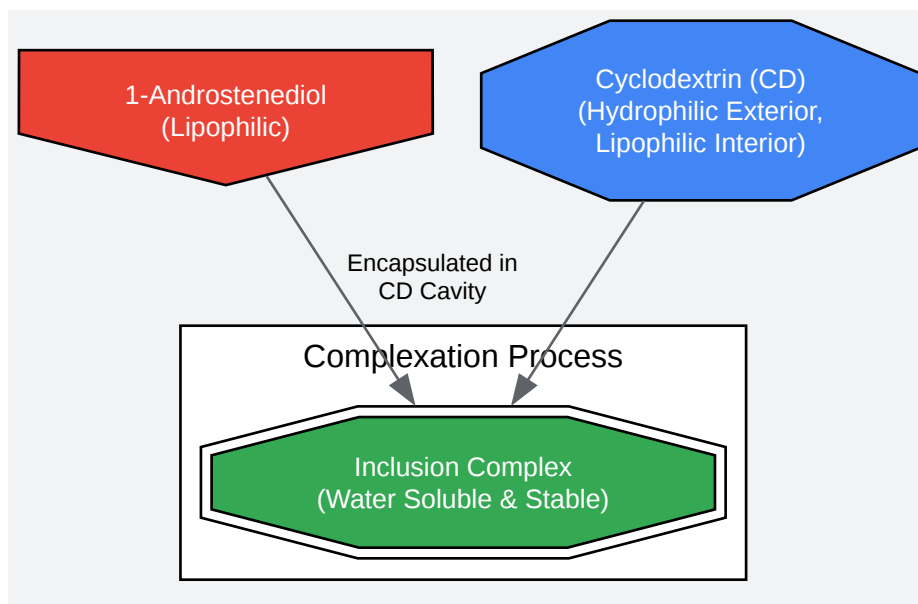 1-Androstenediol
(Lipophilic)
Cyclodextrin (CD)
(Hydrophilic Exterior,
Lipophilic Interior)
Encapsulated in
CD Cavity
Complexation Process
Inclusion Complex
(Water Soluble & Stable)